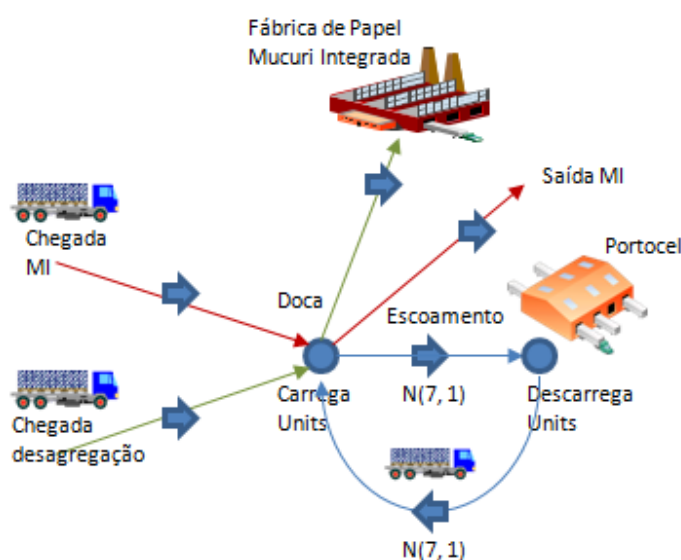 Fábrica de Papel
Mucuri Integrada
Saída MI
Chegada
MI
Portocel
Doca
Escoamento
Carrega
Units
N(7, 1)
Descarrega
Units
Chegada
desagregação
N(7, 1)